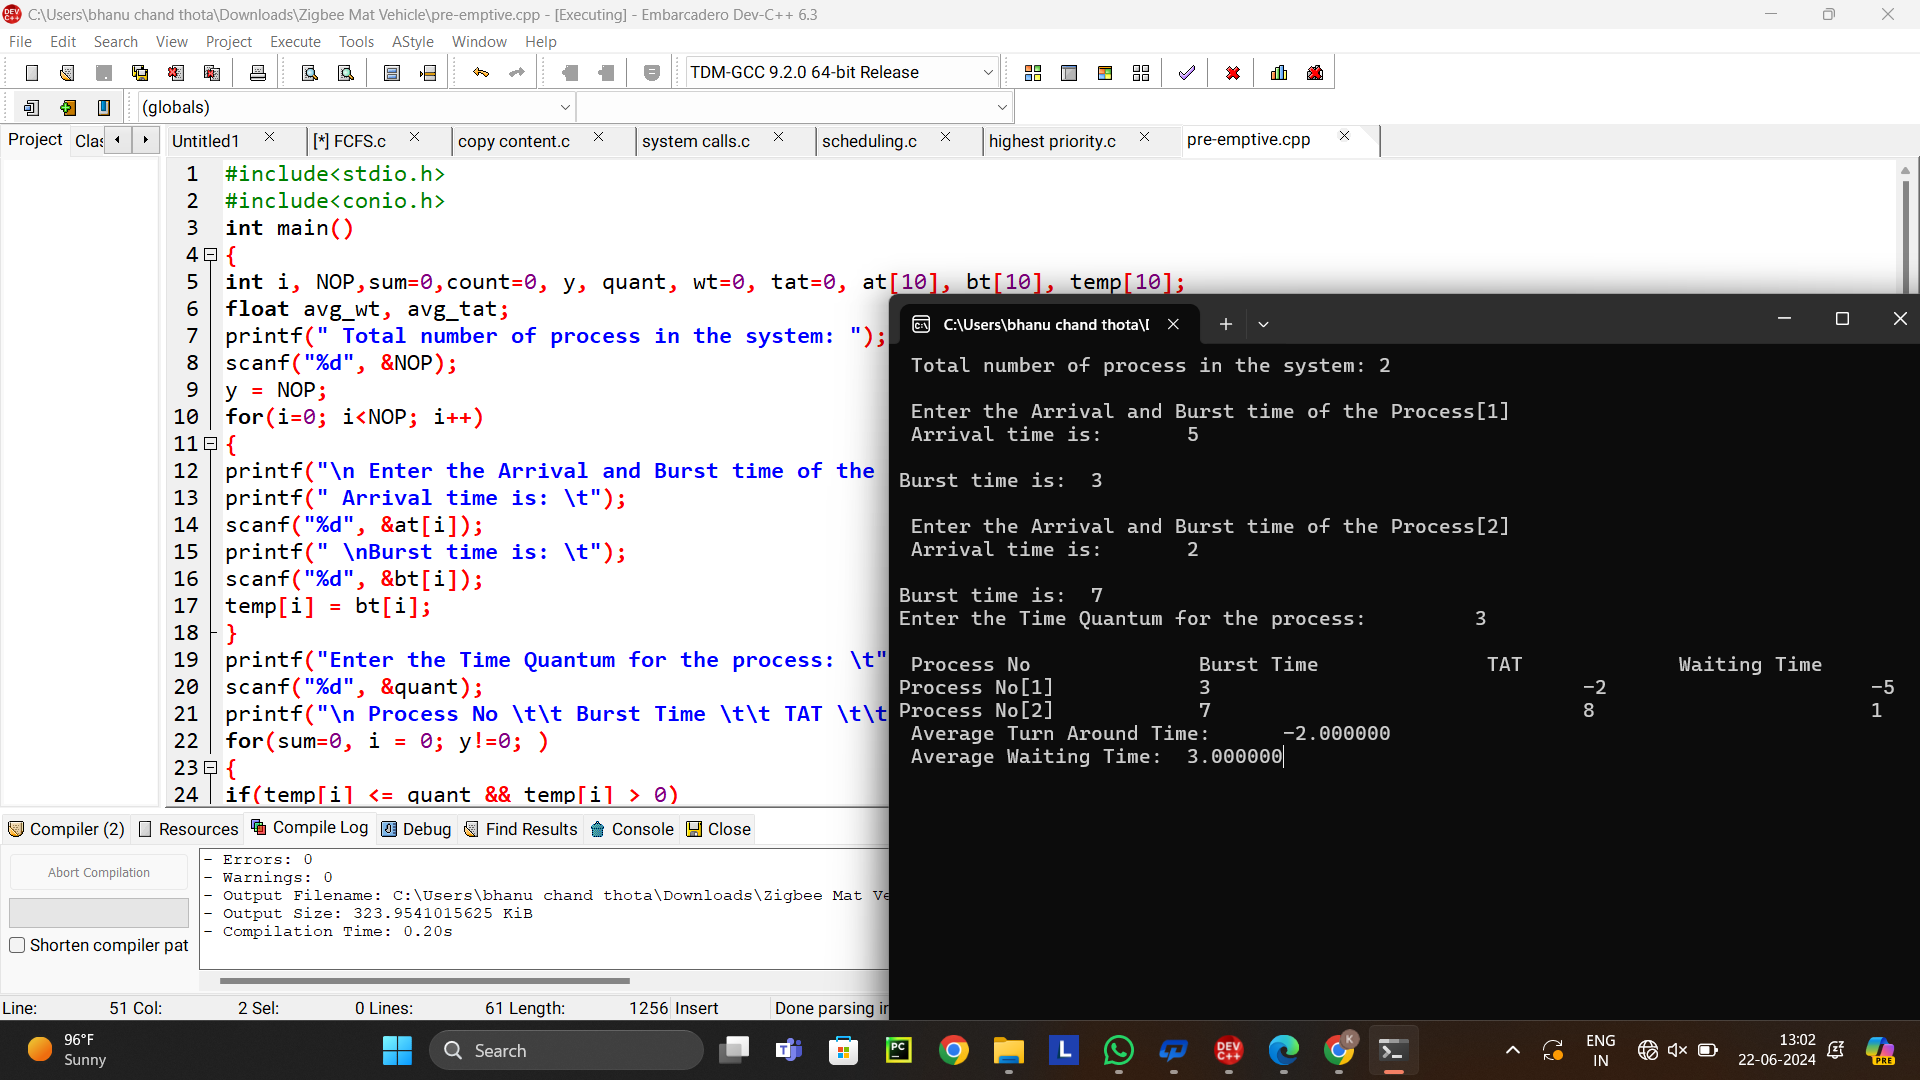 C:\Users\bhanu chand thota\Downloads\Zigbee Mat Vehicle\pre-emptive.cpp - [Executing] - Embarcadero Dev-C++ 6.3
File Edit Search View Project Execute Tools AStyle Window Help
TDM-GCC 9.2.0 64-bit Release
(globals)
Project Clas Untitled1 [*] FCFS.c copy content.c system calls.c scheduling.c highest priority.c pre-emptive.cpp
1 #include<stdio.h>
2 #include<conio.h>
3 int main()
4 {
5 int i, NOP,sum=0,count=0, y, quant, wt=0, tat=0, at[10], bt[10], temp[10];
6 float avg_wt, avg_tat;
7 printf(" Total number of process in the system: ");
8 scanf("%d", &NOP);
9 y = NOP;
10 for(i=0; i<NOP; i++)
11 {
12 printf("\n Enter the Arrival and Burst time of the
13 printf(" Arrival time is: \t");
14 scanf("%d", &at[i]);
15 printf(" \nBurst time is: \t");
16 scanf("%d", &bt[i]);
17 temp[i] = bt[i];
18 }
19 printf("Enter the Time Quantum for the process: \t"
20 scanf("%d", &quant);
21 printf("\n Process No \t\t Burst Time \t\t TAT \t\t
22 for(sum=0, i = 0; y!=0; )
23 {
24 if(temp[i] <= quant && temp[i] > 0)
C:\Users\bhanu chand thota\D
Total number of process in the system: 2
Enter the Arrival and Burst time of the Process[1]
Arrival time is: 5
Burst time is: 3
Enter the Arrival and Burst time of the Process[2]
Arrival time is: 2
Burst time is: 7
Enter the Time Quantum for the process: 3
Process No Burst Time TAT Waiting Time
Process No[1] 3 -2 -5
Process No[2] 7 8 1
Average Turn Around Time: -2.000000
Average Waiting Time: 3.000000
Compiler (2) Resources Compile Log Debug Find Results Console Close
Abort Compilation
Shorten compiler pat
- Errors: 0
- Warnings: 0
- Output Filename: C:\Users\bhanu chand thota\Downloads\Zigbee Mat Ve
- Output Size: 323.9541015625 KiB
- Compilation Time: 0.20s
Line: 51 Col: 2 Sel: 0 Lines: 61 Length: 1256 Insert Done parsing in
96°F
Sunny
Search
ENG
IN
13:02
22-06-2024